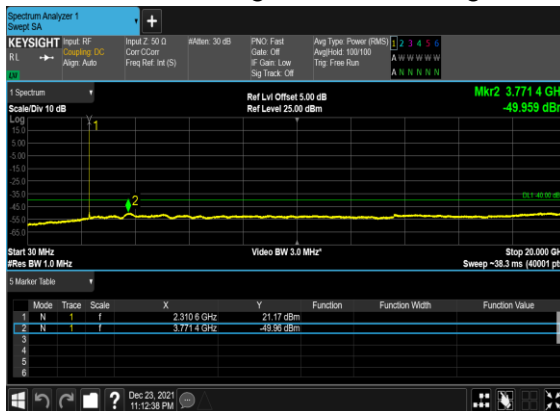 Spectrum Analyzer 1
Swept SA
KEYSIGHT Input: RF Input Z: 50 Ω #Atten: 30 dB PNO: Fast Avg Type: Power (RMS) 1 2 3 4 5 6
RL Coupling: DC Corr CCorr Gate: Off Avg|Hold: 100/100 A W W W W W
Align: Auto Freq Ref: Int (S) IF Gain: Low Trig: Free Run
Sig Track: Off A N N N N N
1 Spectrum
Ref Lvl Offset 5.00 dB Mkr2 3.771 4 GH
Scale/Div 10 dB Ref Level 25.00 dBm -49.959 dBr
Log
15.0
5.00
-5.00
-15.0
-25.0
-35.0
-45.0
-55.0
-65.0
1
2
DL1 -40.00 dB
Start 30 MHz Video BW 3.0 MHz* Stop 20.000 GH
#Res BW 1.0 MHz Sweep ~38.3 ms (40001 pt
5 Marker Table
Mode Trace Scale X Y Function Function Width Function Value
1 N 1 f 2.310 6 GHz 21.17 dBm
2 N 1 f 3.771 4 GHz -49.96 dBm
3
4
5
6
? Dec 23, 2021
11:12:38 PM